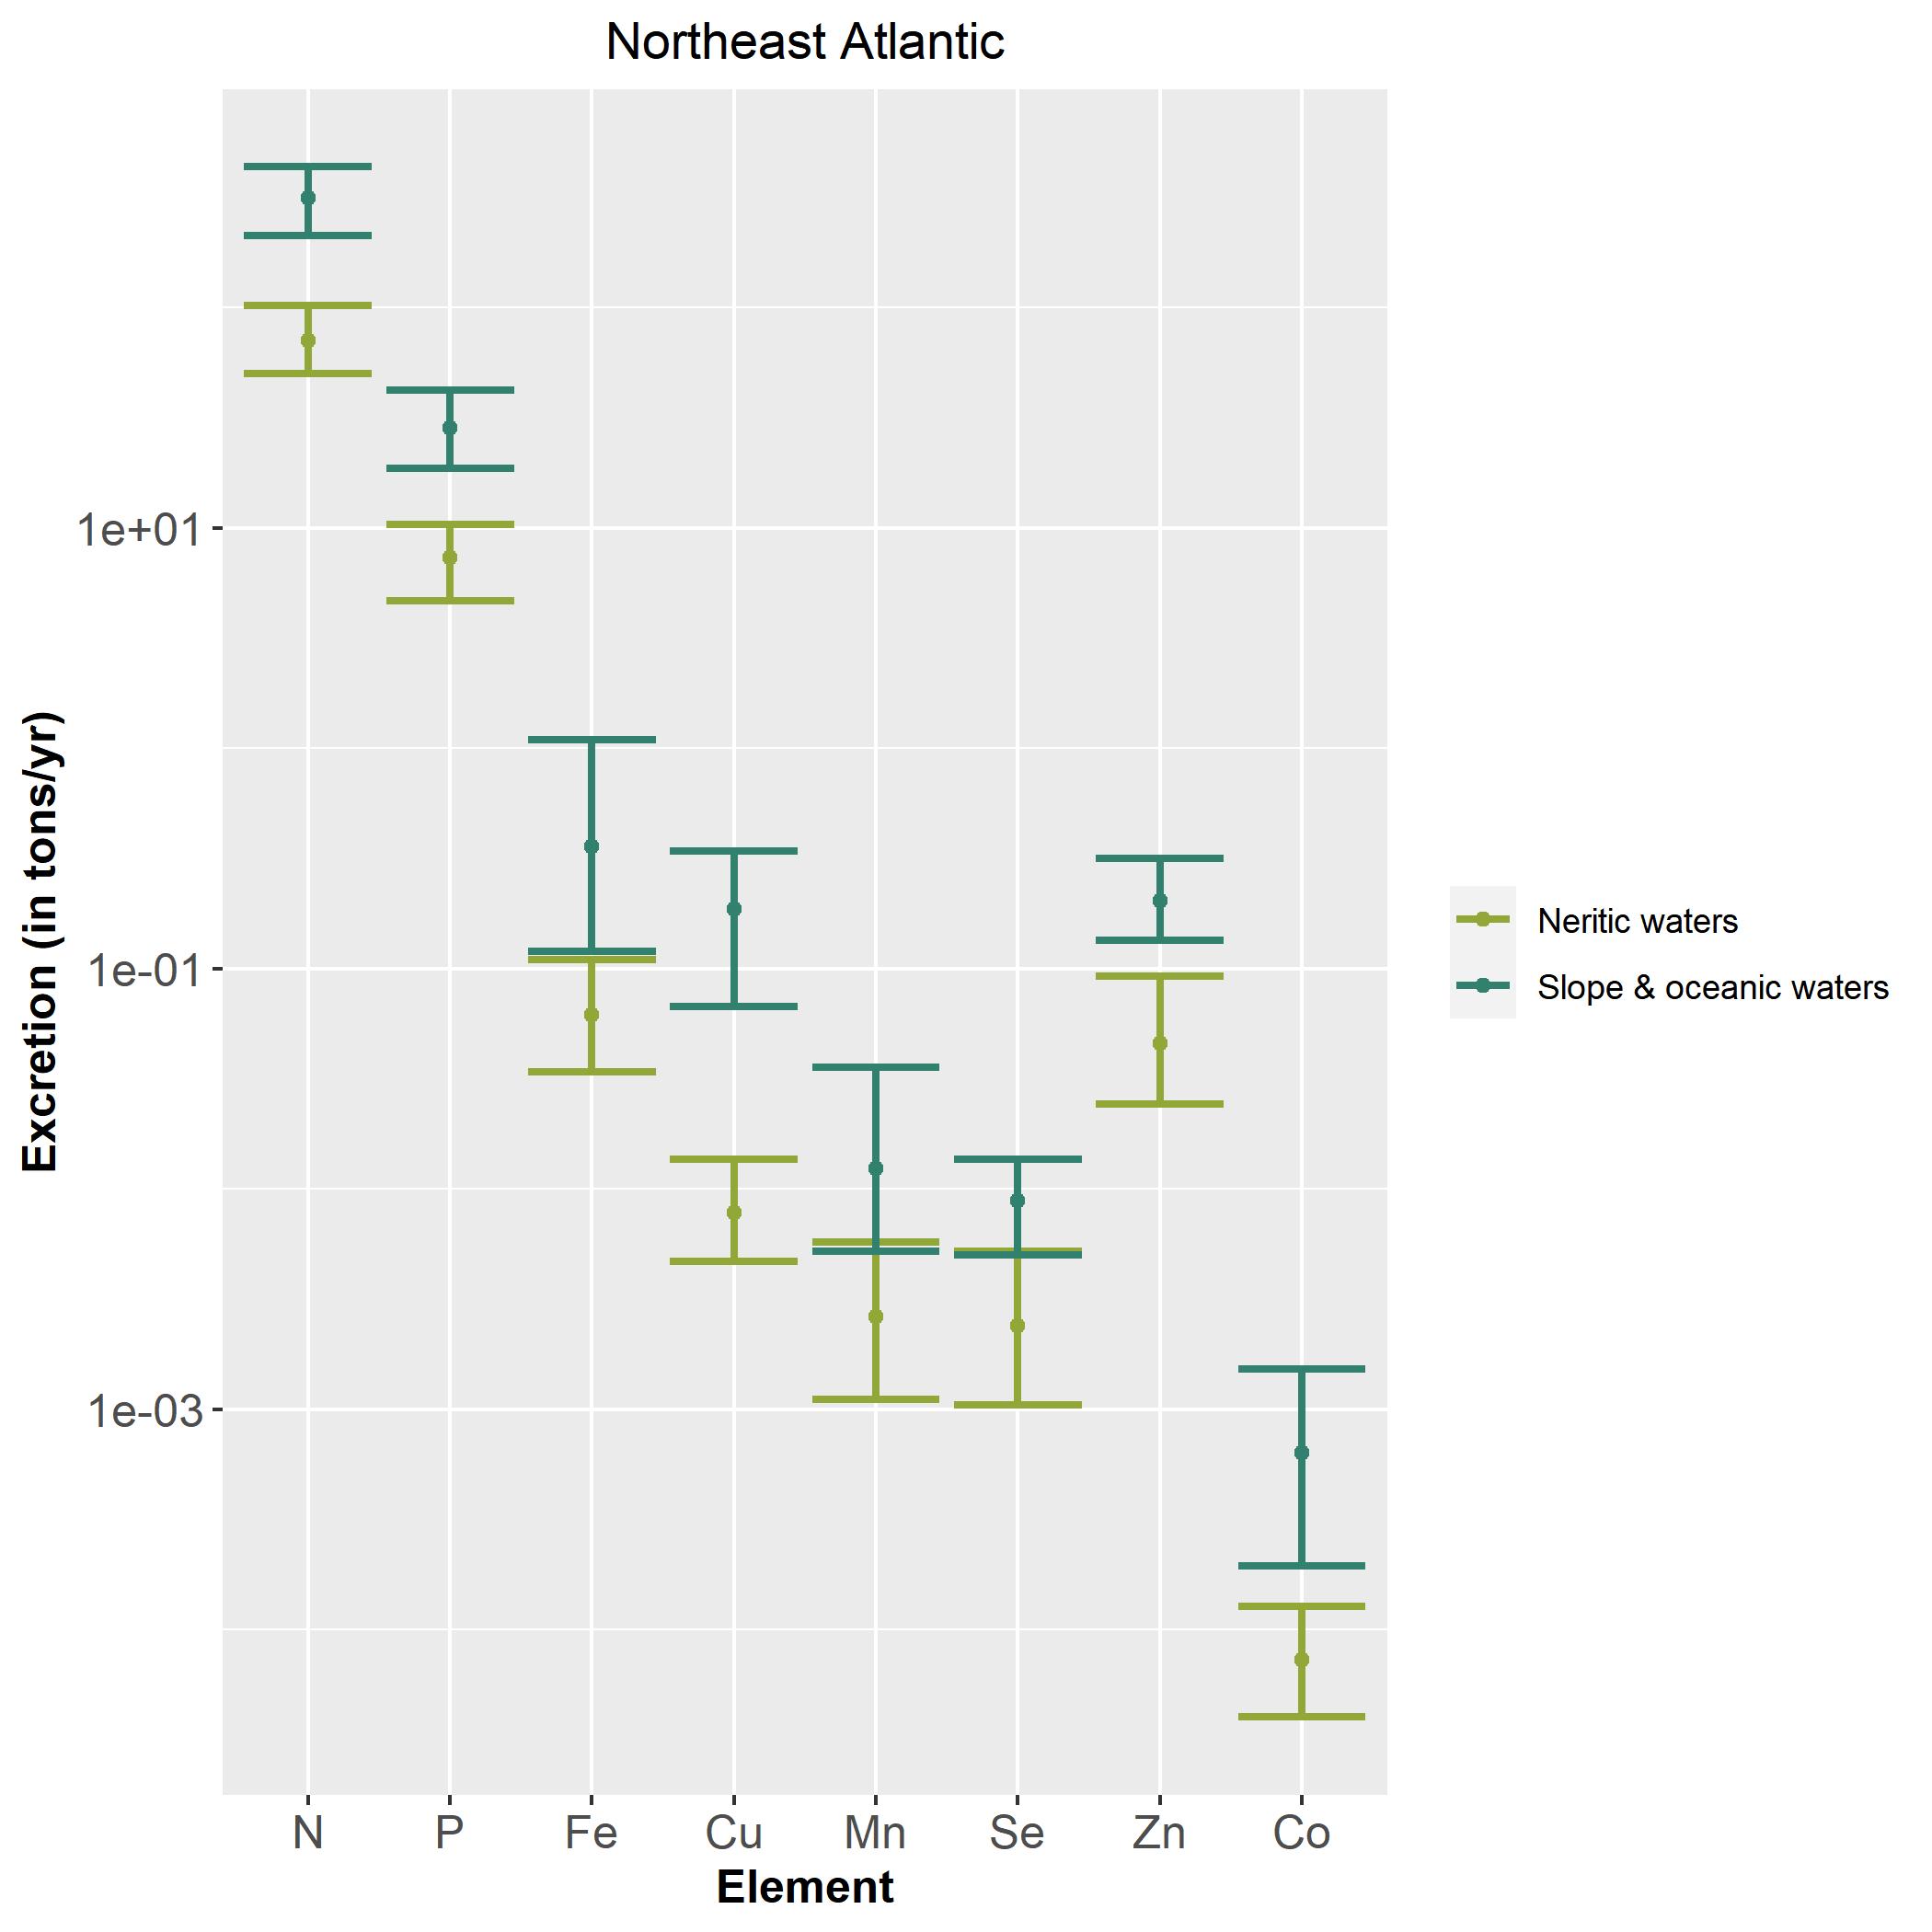 Northeast Atlantic
Excretion (in tons/yr)
1e+01
1e-01
1e-03
N P Fe Cu Mn Se Zn Co
Element
Neritic waters
Slope & oceanic waters